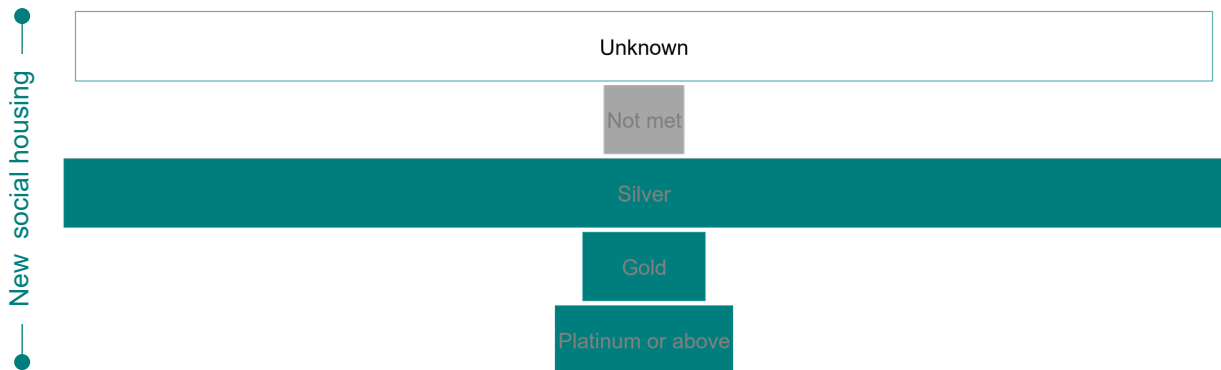 New social housing
Unknown
Not met
Silver
Gold
Platinum or above